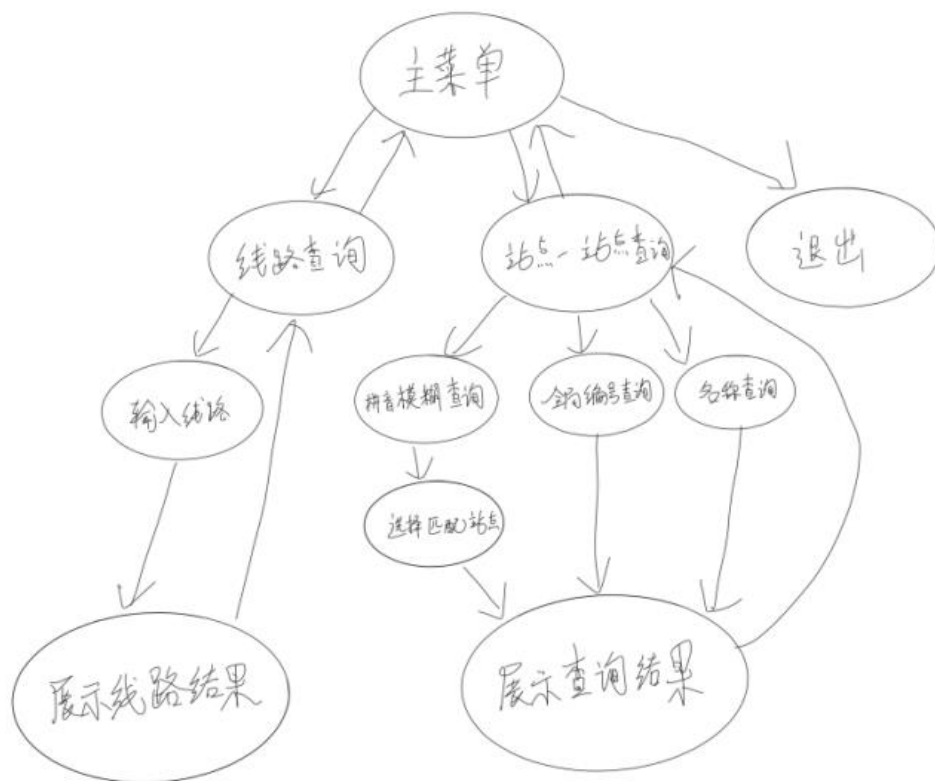 主菜单
线路查询
站点-站点查询
退出
输入线路
拼音模糊查询
全局编号查询
名称查询
选择匹配站点
展示线路结果
展示查询结果